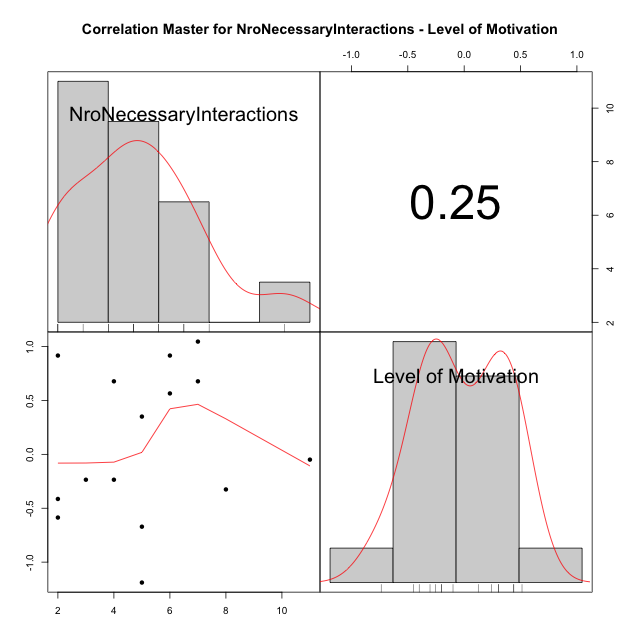 Correlation Master for NroNecessaryInteractions - Level of Motivation
-1.0 -0.5 0.0 0.5 1.0
NroNecessaryInteractions
0.25
10
8
6
4
2
1.0
0.5
0.0
-0.5
-1.0
Level of Motivation
2 4 6 8 10